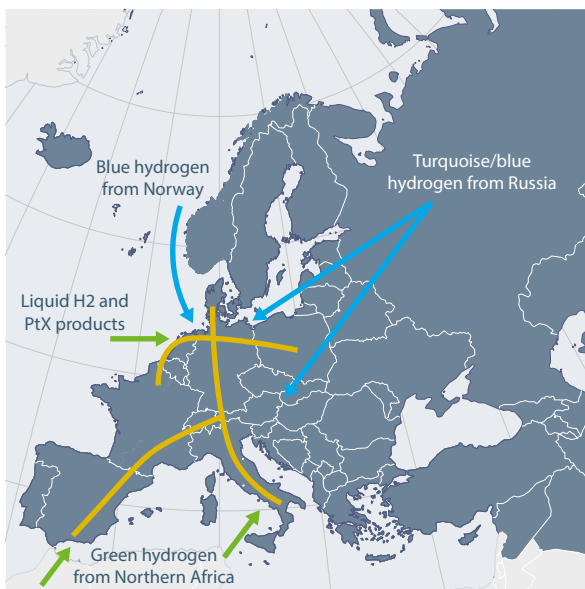 Blue hydrogen
from Norway
Turquoise/blue
hydrogen from Russia
Liquid H2 and
PtX products
Green hydrogen
from Northern Africa